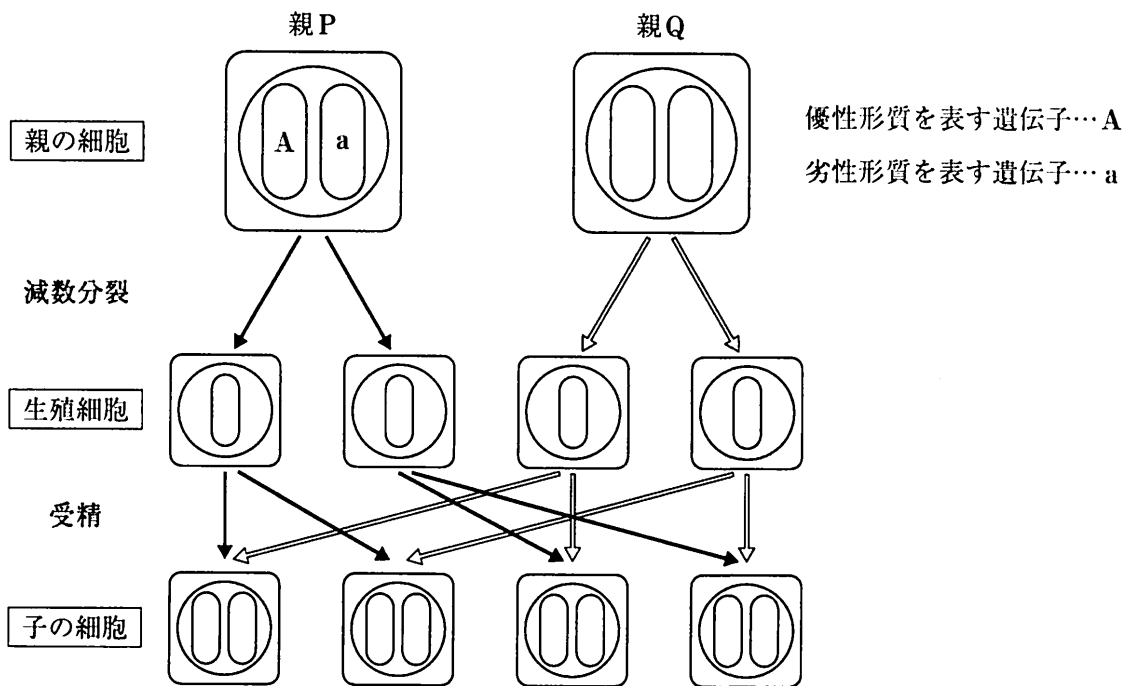 親P
親Q
親の細胞
A
a
優性形質を表す遺伝子…A
劣性形質を表す遺伝子…a
減数分裂
生殖細胞
受精
子の細胞